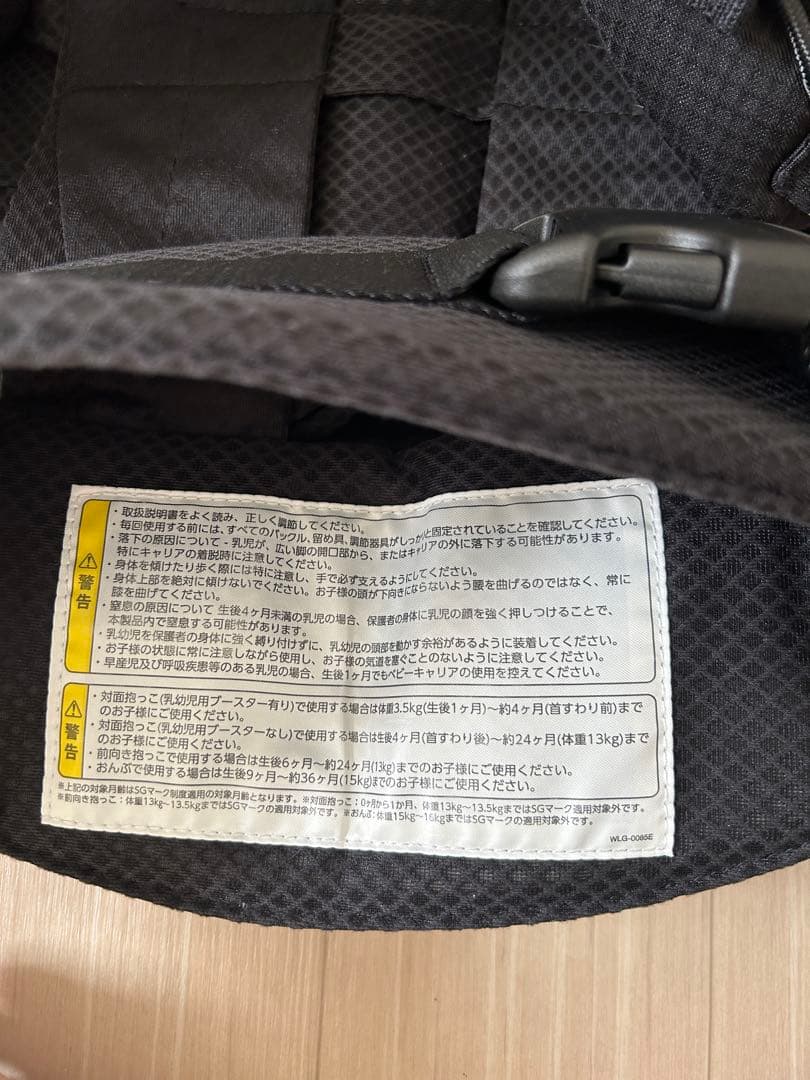 ・取扱説明書をよく読み、正しく調節してください。
・毎回使用する前には、すべてのバックル、留め具、調節器具がしっかりと固定されていることを確認してください。
・落下の原因について・乳児が、広い脚の開口部から、またはキャリアの外に落下する可能性があります。
特にキャリアの着脱時に注意してください。
・身体を傾けたり歩く際には特に注意し、手で必ず支えるようにしてください。
・身体上部を絶対に傾けないでください。お子様の頭が下向きにならないよう腰を曲げるのではなく、常に
膝を曲げてください。
・窒息の原因について 生後4ヶ月未満の乳児の場合、保護者の身体に乳児の顔を強く押しつけることで、
本製品内で窒息する可能性があります。
・乳幼児を保護者の身体に強く縛り付けずに、乳幼児の頭部を動かす余裕があるように装着してください。
・お子様の状態に常に注意しながら使用し、お子様の気道を塞ぐことのないように注意してください。
・早産児及び呼吸疾患等のある乳児の場合、生後1ヶ月でもベビーキャリアの使用を控えてください。
警告
・対面抱っこ(乳幼児用ブースター有り)で使用する場合は体重3.5kg(生後1ヶ月)～約4ヶ月(首すわり前)まで
のお子様にご使用ください。
・対面抱っこ(乳幼児用ブースターなし)で使用する場合は生後4ヶ月(首すわり後)～約24ヶ月(体重13kg)まで
のお子様にご使用ください。
・前向き抱っこで使用する場合は生後6ヶ月～約24ヶ月(13kg)までのお子様にご使用ください。
・おんぶで使用する場合は生後9ヶ月～約36ヶ月(15kg)までのお子様にご使用ください。
警告
※上記の対象月齢はSGマーク制度適用の対象月齢となります。※対面抱っこ:0ヶ月から1か月、体重13kg～13.5kgまではSGマークの適用対象外です。
※前向き抱っこ:体重13kg～13.5kgまではSGマークの適用対象外です。※おんぶ:体重15kg～16kgまではSGマークの適用対象外です。
WLG-0085E